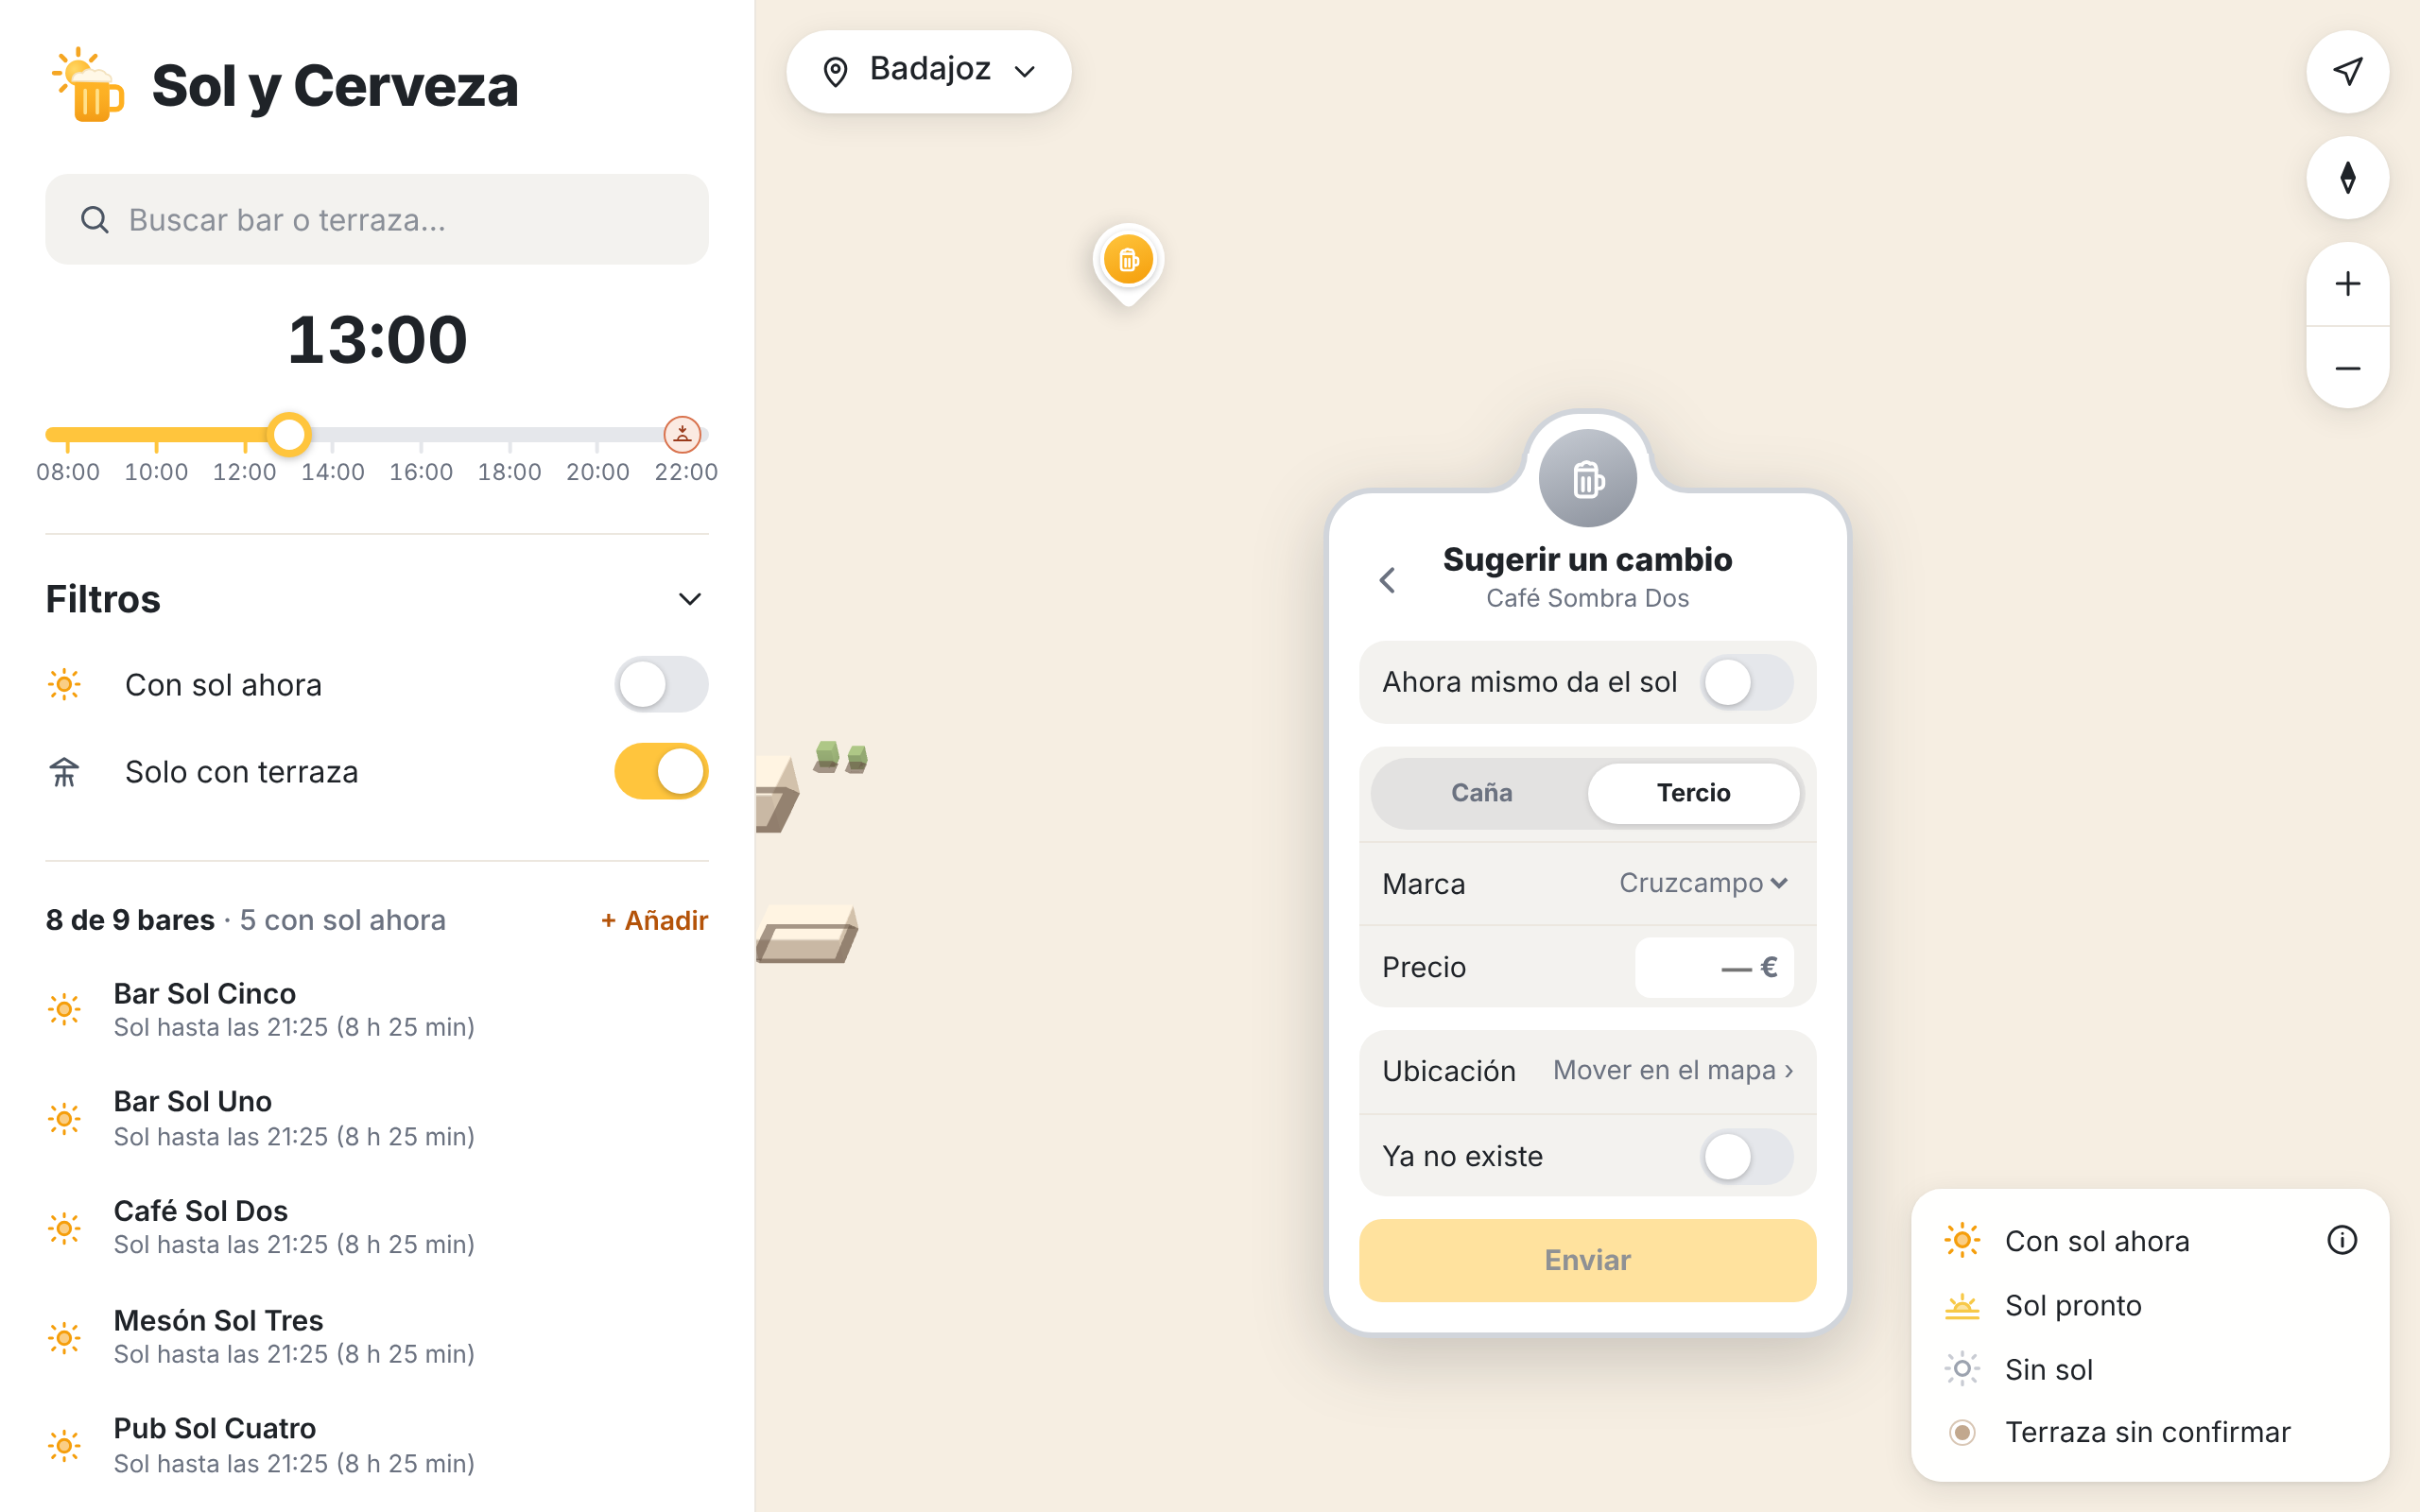 Sol y Cerveza
Buscar bar o terraza...
13:00
08:00 10:00 12:00 14:00 16:00 18:00 20:00 22:00
Filtros
Con sol ahora
Solo con terraza
8 de 9 bares · 5 con sol ahora + Añadir
Bar Sol Cinco
Sol hasta las 21:25 (8 h 25 min)
Bar Sol Uno
Sol hasta las 21:25 (8 h 25 min)
Café Sol Dos
Sol hasta las 21:25 (8 h 25 min)
Mesón Sol Tres
Sol hasta las 21:25 (8 h 25 min)
Pub Sol Cuatro
Sol hasta las 21:25 (8 h 25 min)
Badajoz
Sugerir un cambio
Café Sombra Dos
Ahora mismo da el sol
Caña Tercio
Marca Cruzcampo
Precio — €
Ubicación Mover en el mapa ›
Ya no existe
Enviar
Con sol ahora
Sol pronto
Sin sol
Terraza sin confirmar